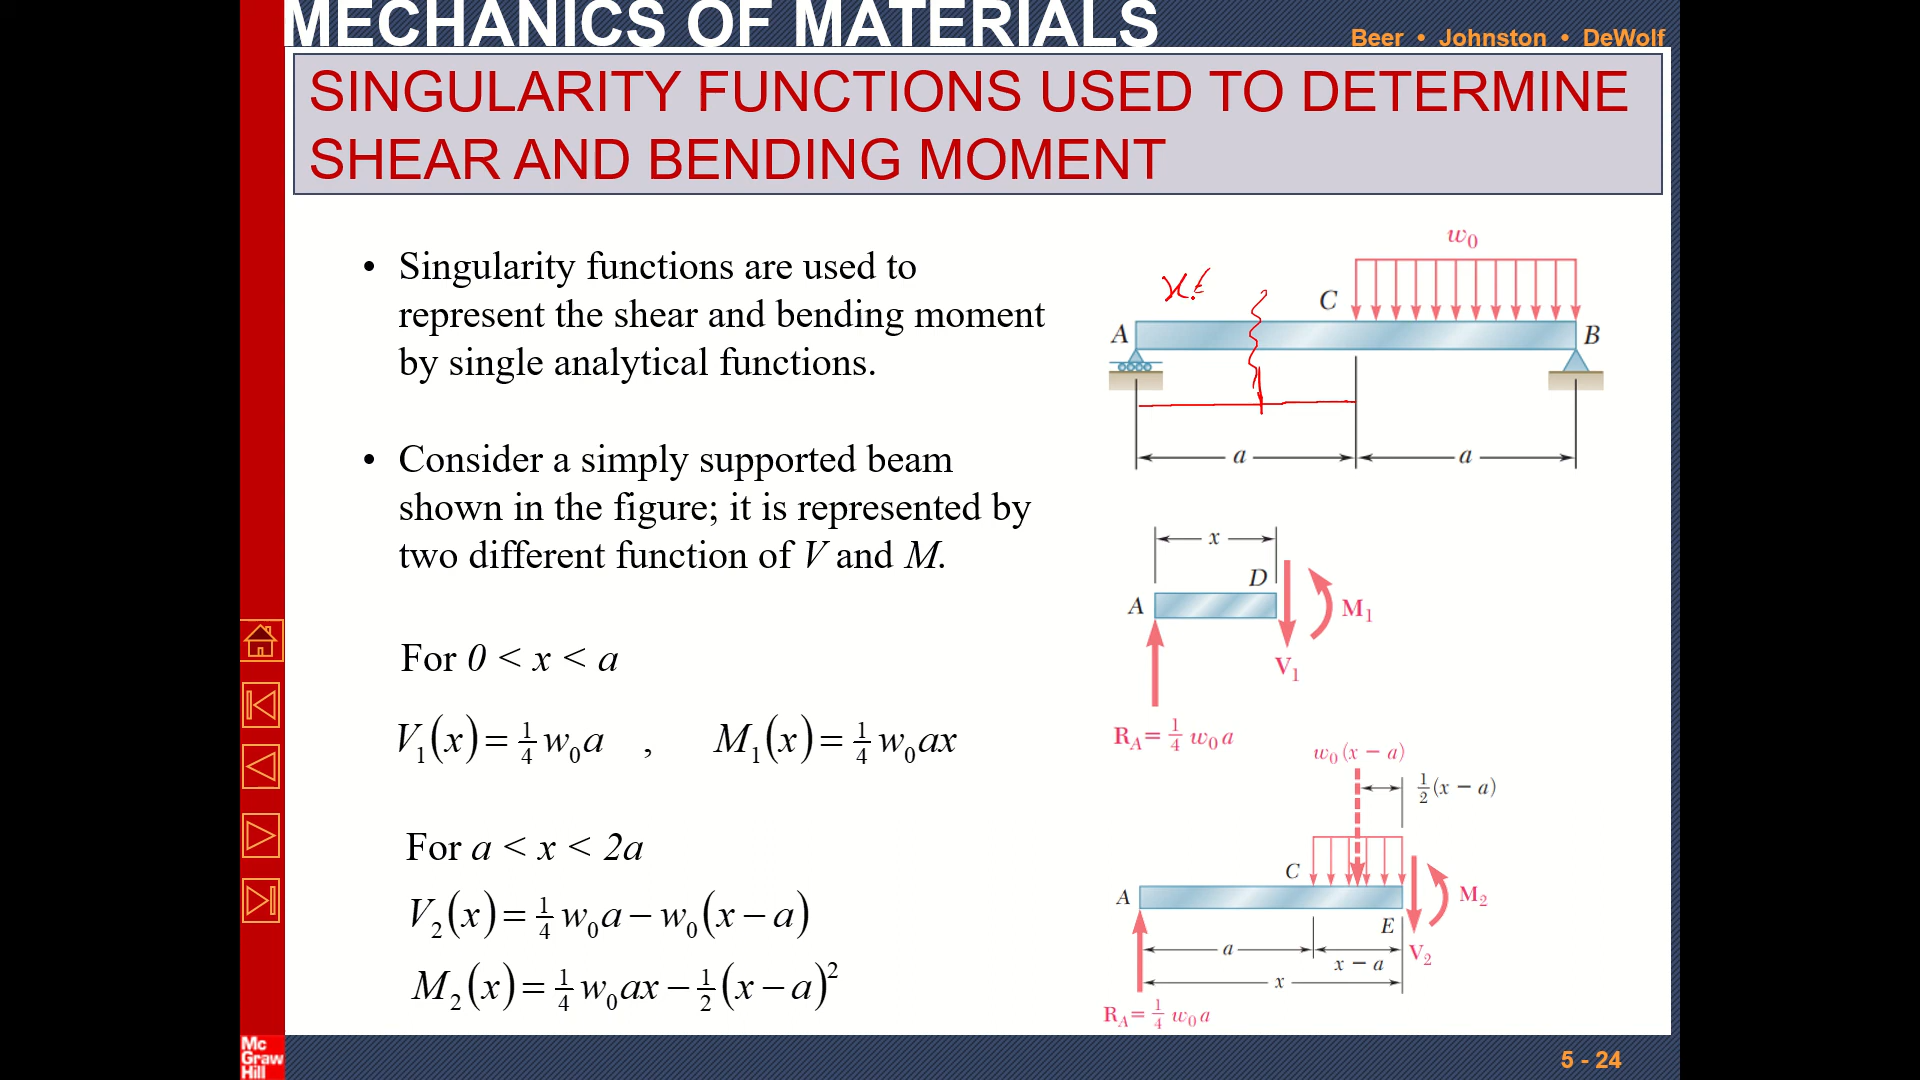 MECHANICS OF MATERIALS
Beer • Johnston • DeWolf
SINGULARITY FUNCTIONS USED TO DETERMINE
SHEAR AND BENDING MOMENT
• Singularity functions are used to
represent the shear and bending moment
by single analytical functions.
• Consider a simply supported beam
shown in the figure; it is represented by
two different function of V and M.
For 0 < x < a
V₁(x) = ¼ w₀a , M₁(x) = ¼ w₀ax
For a < x < 2a
V₂(x) = ¼ w₀a − w₀(x − a)
M₂(x) = ¼ w₀ax − ½ (x − a)²
w₀
C
A
B
a
a
x
D
A
M₁
V₁
R_A = ¼ w₀a
w₀(x − a)
½(x − a)
C
A
M₂
E
V₂
a
x − a
x
R_A = ¼ w₀a
Mc
Graw
Hill
5 - 24